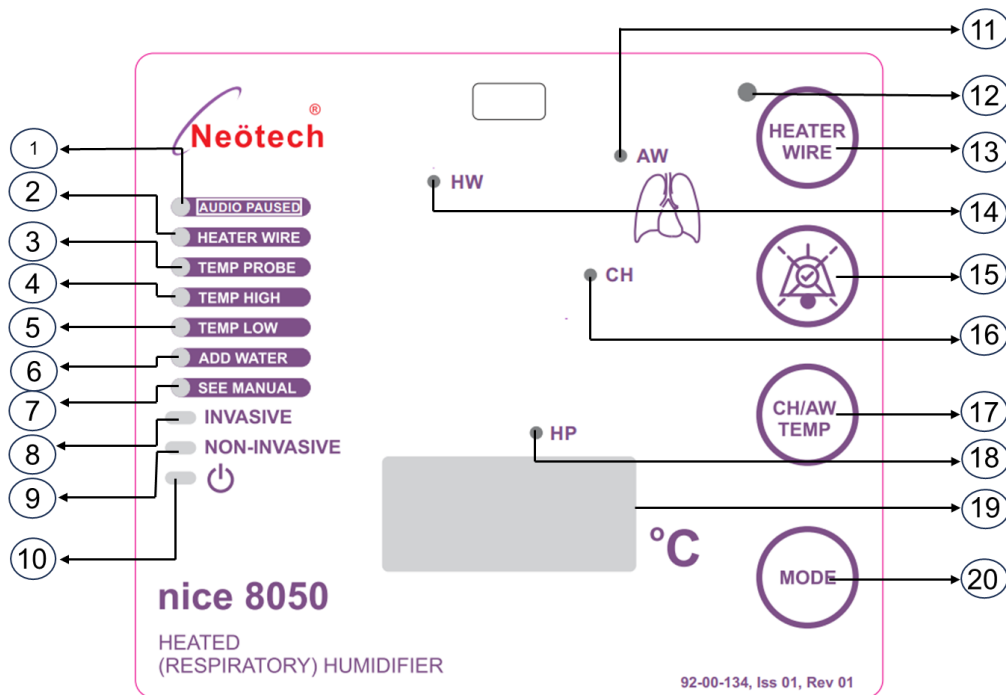 Neötech®
AUDIO PAUSED
HEATER WIRE
TEMP PROBE
TEMP HIGH
TEMP LOW
ADD WATER
SEE MANUAL
INVASIVE
NON-INVASIVE
nice 8050
HEATED
(RESPIRATORY) HUMIDIFIER
HW
AW
CH
HP
°C
HEATER
WIRE
CH/AW
TEMP
MODE
92-00-134, Iss 01, Rev 01
1
2
3
4
5
6
7
8
9
10
11
12
13
14
15
16
17
18
19
20